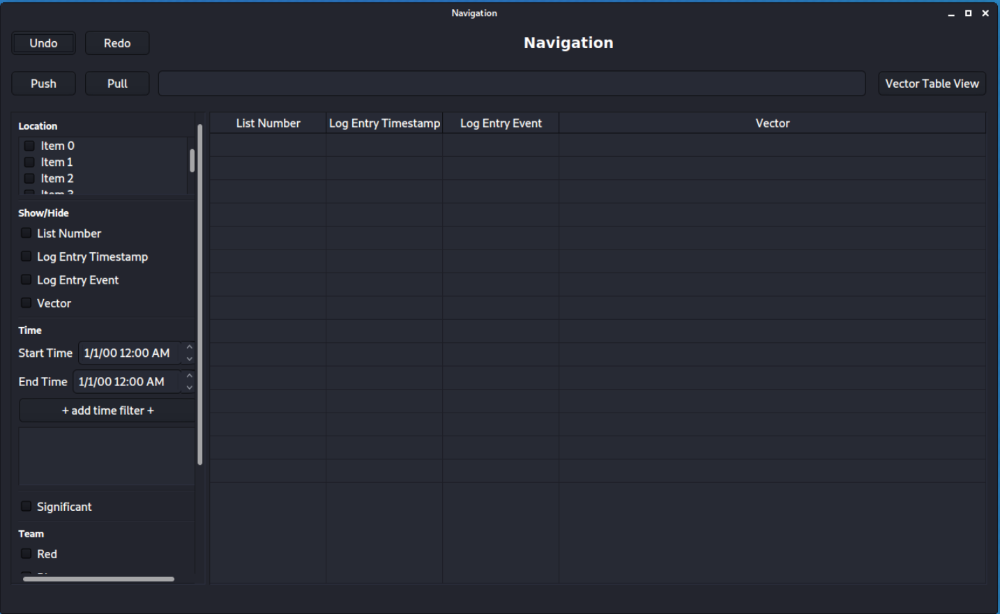 Navigation
Undo Redo Navigation
Push Pull Vector Table View
Location
Item 0
Item 1
Item 2
Item 3
Show/Hide
List Number
Log Entry Timestamp
Log Entry Event
Vector
Time
Start Time 1/1/00 12:00 AM
End Time 1/1/00 12:00 AM
+ add time filter +
Significant
Team
Red
List Number Log Entry Timestamp Log Entry Event Vector